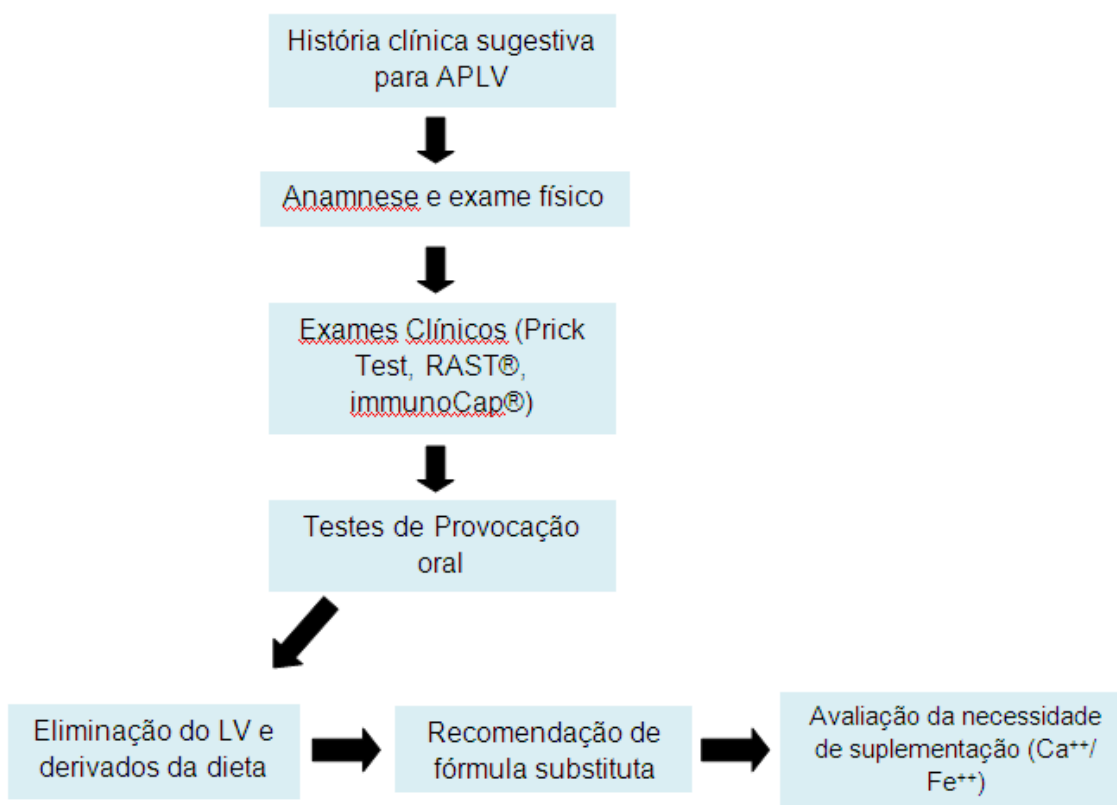 História clínica sugestiva
para APLV
Anamnese e exame físico
Exames Clínicos (Prick
Test, RAST®,
immunoCap®)
Testes de Provocação
oral
Eliminação do LV e
derivados da dieta
Recomendação de
fórmula substituta
Avaliação da necessidade
de suplementação (Ca⁺⁺/
Fe⁺⁺)